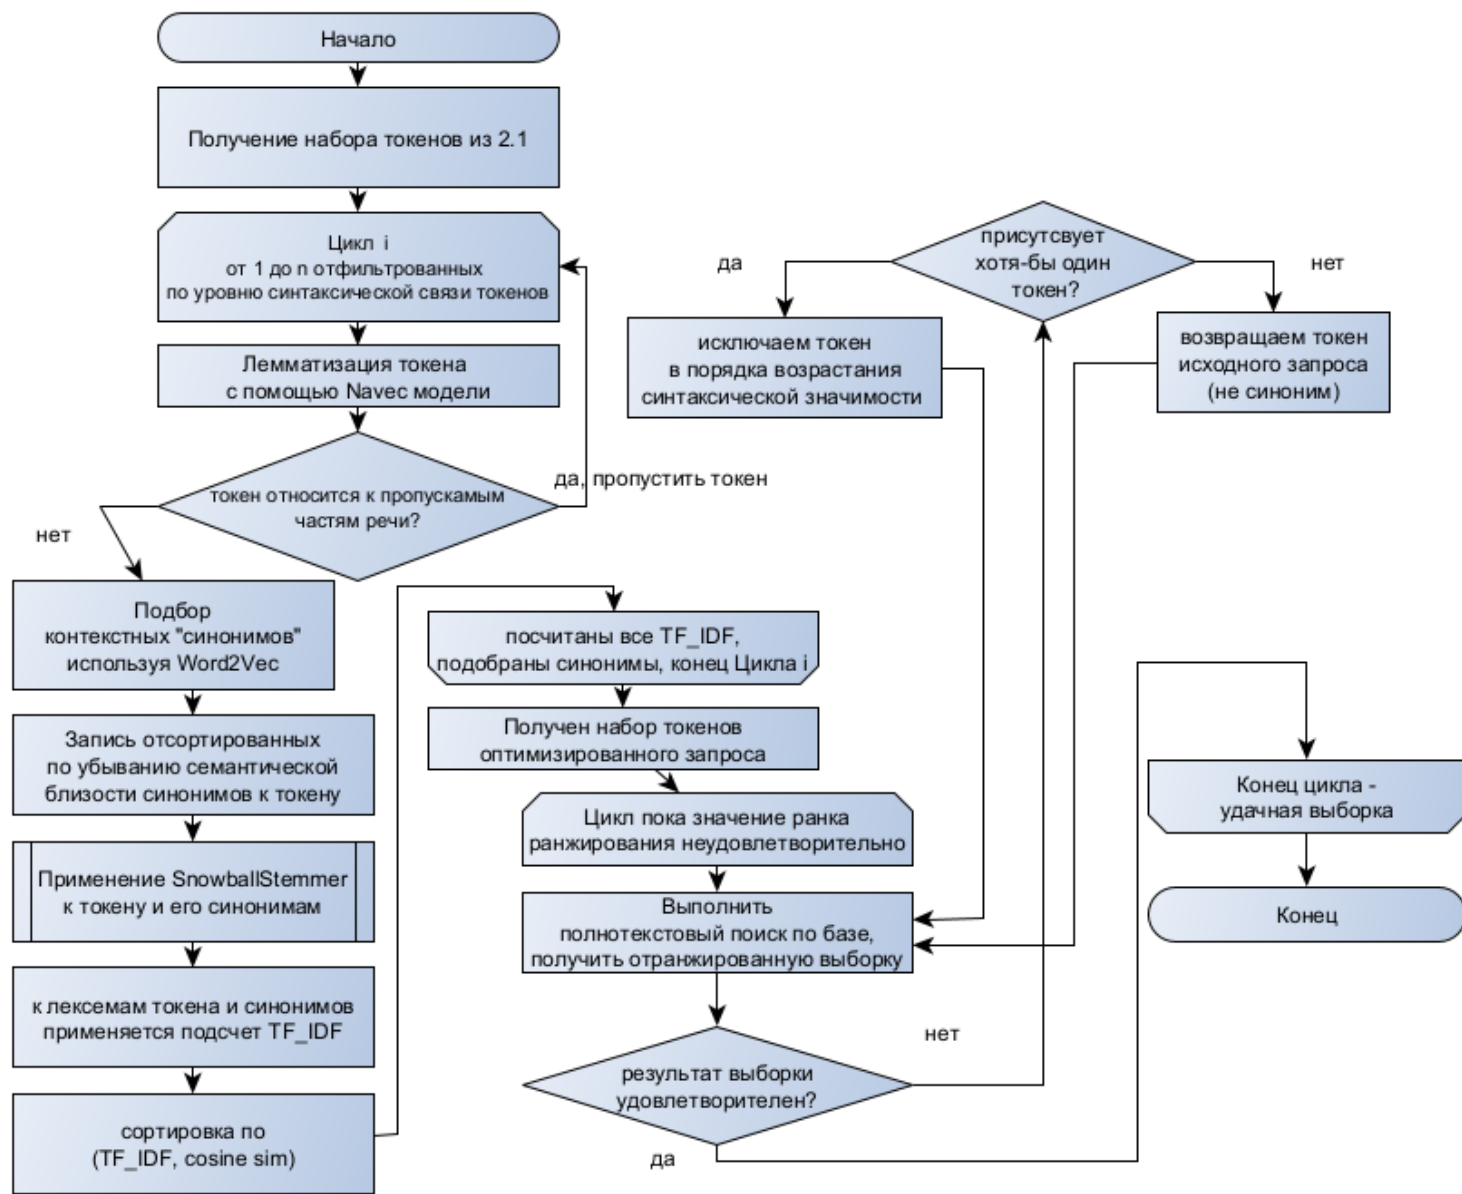 Начало
Получение набора токенов из 2.1
Цикл i
от 1 до n отфильтрованных
по уровню синтаксической связи токенов
Лемматизация токена
с помощью Navec модели
токен относится к пропускамым
частям речи?
да, пропустить токен
нет
Подбор
контекстных "синонимов"
используя Word2Vec
Запись отсортированных
по убыванию семантической
близости синонимов к токену
Применение SnowballStemmer
к токену и его синонимам
к лексемам токена и синонимов
применяется подсчет TF_IDF
сортировка по
(TF_IDF, cosine sim)
посчитаны все TF_IDF,
подобраны синонимы, конец Цикла i
Получен набор токенов
оптимизированного запроса
Цикл пока значение ранка
ранжирования неудовлетворительно
Выполнить
полнотекстовый поиск по базе,
получить отранжированную выборку
результат выборки
удовлетворителен?
нет
да
присутсвует
хотя-бы один
токен?
да
нет
исключаем токен
в порядка возрастания
синтаксической значимости
возвращаем токен
исходного запроса
(не синоним)
Конец цикла -
удачная выборка
Конец